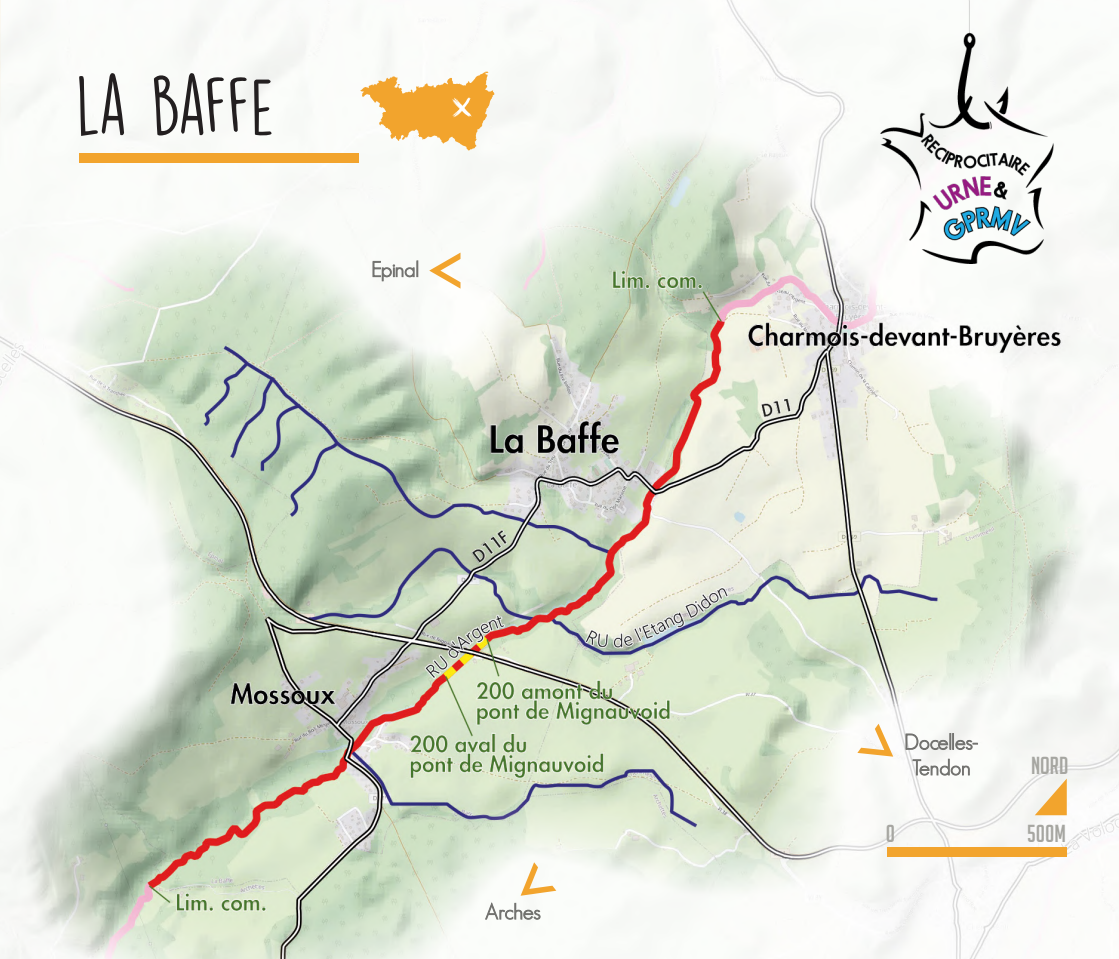 LA BAFFE
RECIPROCITAIRE
URNE &
GPRMV
Epinal
Lim. com.
Charmois-devant-Bruyères
D11
La Baffe
D11F
RU de l'Etang Didon
RU d'Argent
Mossoux
200 amont du
pont de Mignauvoid
200 aval du
pont de Mignauvoid
Docelles-
Tendon
NORD
0
500M
Lim. com.
Arches